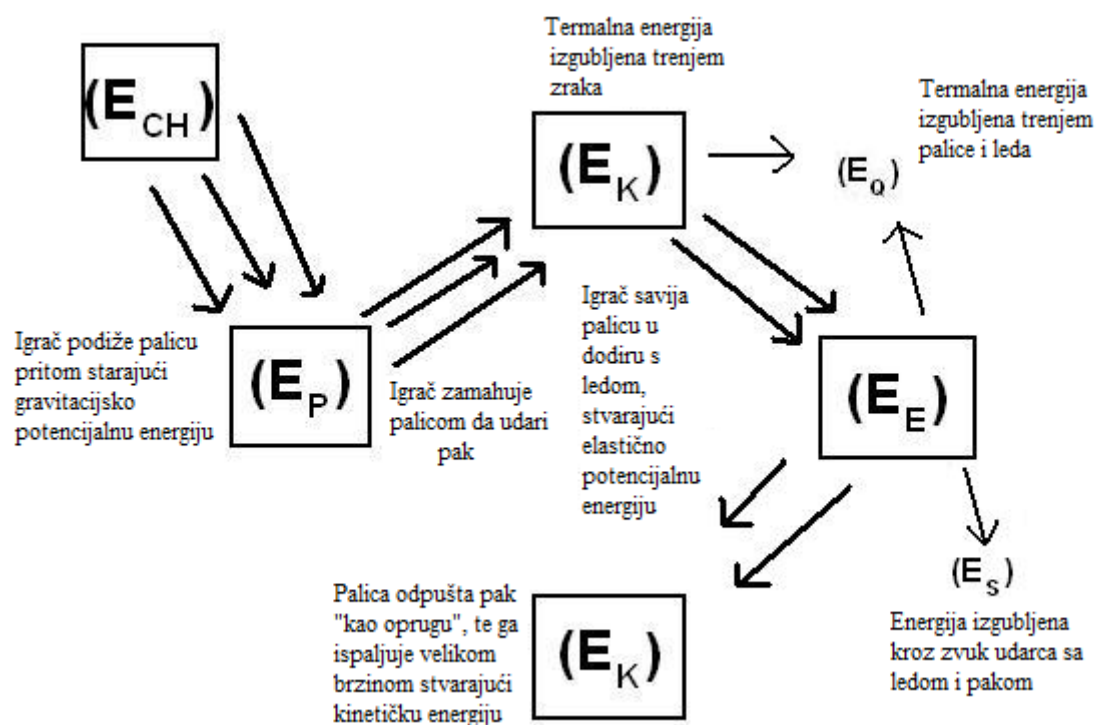 (E_CH)
Igrač podiže palicu
pritom starajući
gravitacijsko
potencijalnu energiju
(E_P)
Igrač zamahuje
palicom da udari
pak
Termalna energija
izgubljena trenjem
zraka
(E_K)
Termalna energija
izgubljena trenjem
palice i leda
(E_Q)
Igrač savija
palicu u
dodiru s
ledom,
stvarajući
elastično
potencijalnu
energiju
(E_E)
(E_S)
Energija izgubljena
kroz zvuk udarca sa
ledom i pakom
Palica odpušta pak
"kao oprugu", te ga
ispaljuje velikom
brzinom stvarajući
kinetičku energiju
(E_K)